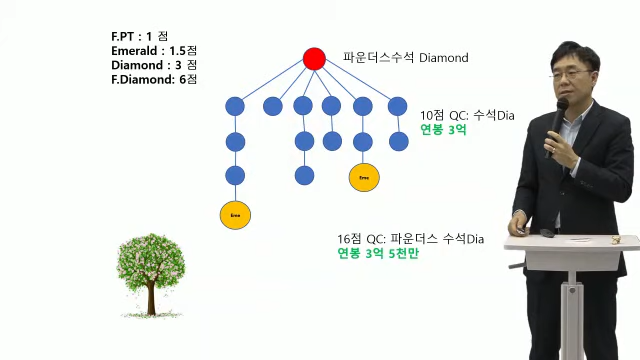 F.PT : 1 점
Emerald : 1.5점
Diamond : 3 점
F.Diamond: 6점
파운더스수석 Diamond
10점 QC: 수석Dia
연봉 3억
Eme
Eme
16점 QC: 파운더스 수석Dia
연봉 3억 5천만